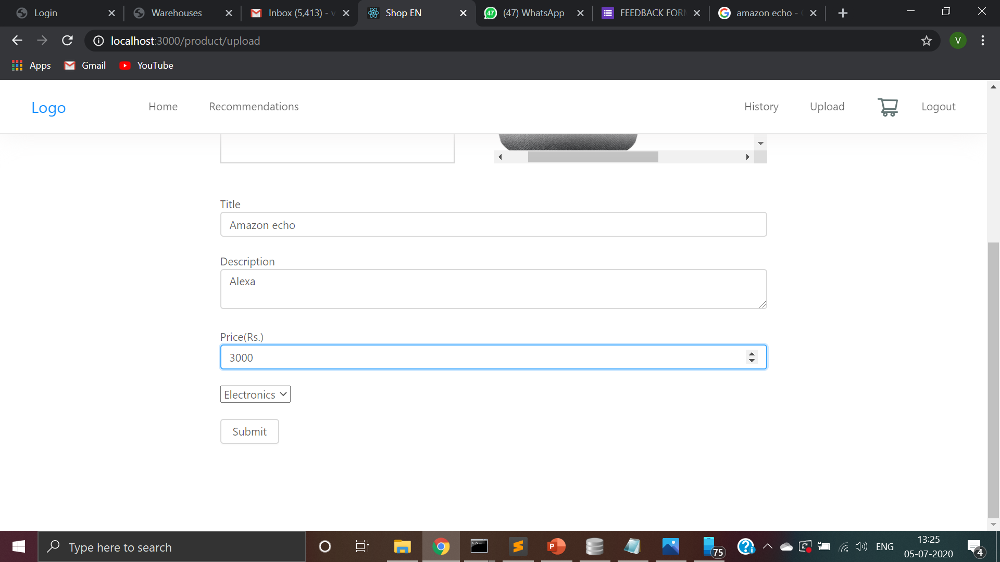 Login
Warehouses
Inbox (5,413) -
Shop EN
47
(47) WhatsApp
FEEDBACK FOR
amazon echo -
localhost:3000/product/upload
V
Apps
Gmail
YouTube
Logo
Home
Recommendations
History
Upload
Logout
Title
Amazon echo
Description
Alexa
Price(Rs.)
3000
Electronics
Submit
Type here to search
75
ENG
13:25
05-07-2020
4